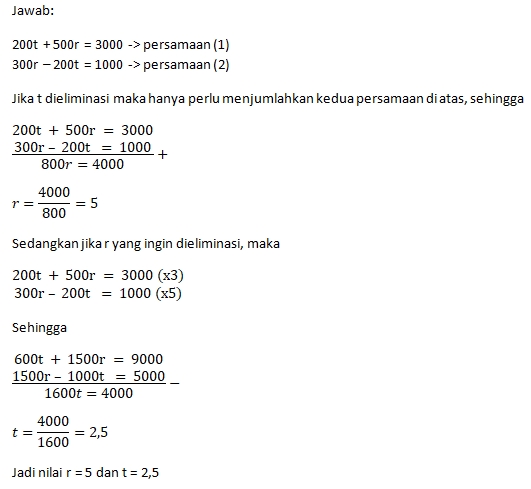 Jawab:
200t + 500r = 3000 -> persamaan (1)
300r – 200t = 1000 -> persamaan (2)
Jika t dieliminasi maka hanya perlu menjumlahkan kedua persamaan di atas, sehingga
200t + 500r = 3000
300r – 200t = 1000 +
800r = 4000
r = 4000/800 = 5
Sedangkan jika r yang ingin dieliminasi, maka
200t + 500r = 3000 (x3)
300r – 200t = 1000 (x5)
Sehingga
600t + 1500r = 9000
1500r – 1000t = 5000 –
1600t = 4000
t = 4000/1600 = 2,5
Jadi nilai r = 5 dan t = 2,5